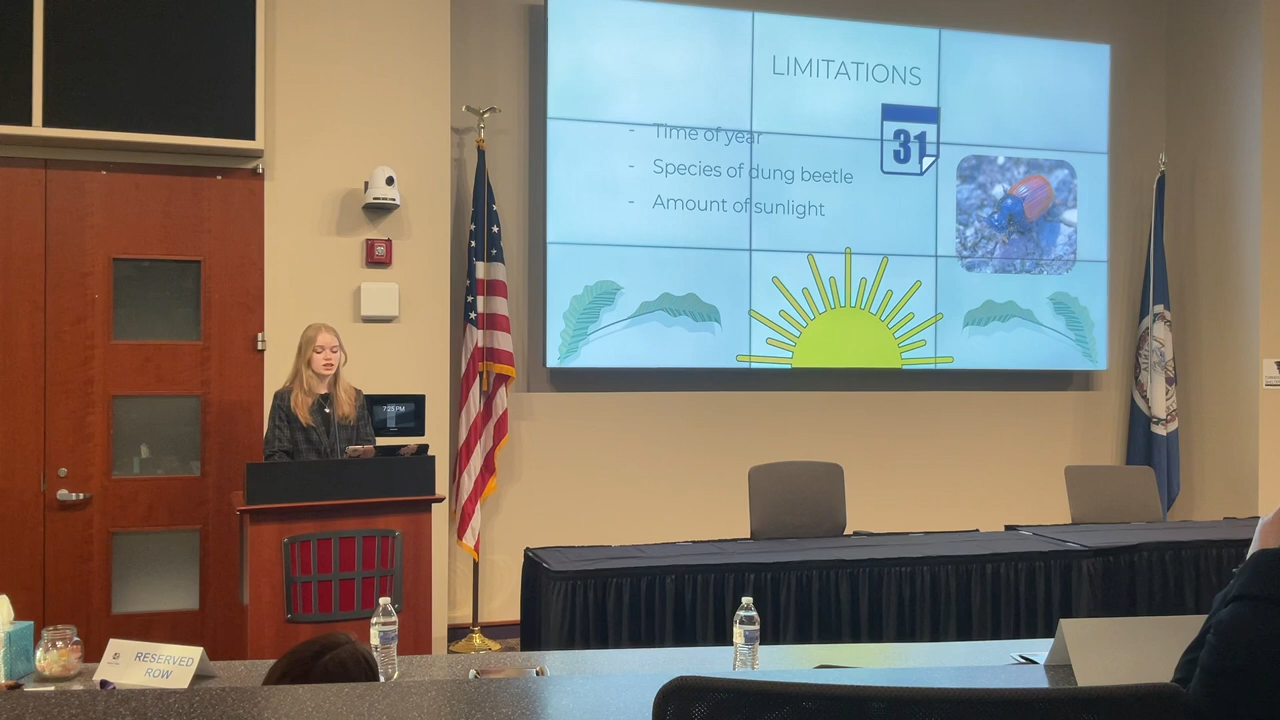 LIMITATIONS
- Time of year
- Species of dung beetle
- Amount of sunlight
31
7:25 PM
RESERVED
ROW